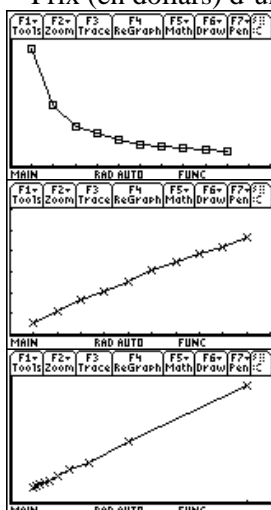 Prix (en dollars) d'u
F1▾ F2▾ F3 F4 F5▾ F6▾ F7▾
Tools Zoom Trace ReGraph Math Draw Pen :C
MAIN RAD AUTO FUNC
F1▾ F2▾ F3 F4 F5▾ F6▾ F7▾
Tools Zoom Trace ReGraph Math Draw Pen :C
MAIN RAD AUTO FUNC
F1▾ F2▾ F3 F4 F5▾ F6▾ F7▾
Tools Zoom Trace ReGraph Math Draw Pen :C
MAIN RAD AUTO FUNC